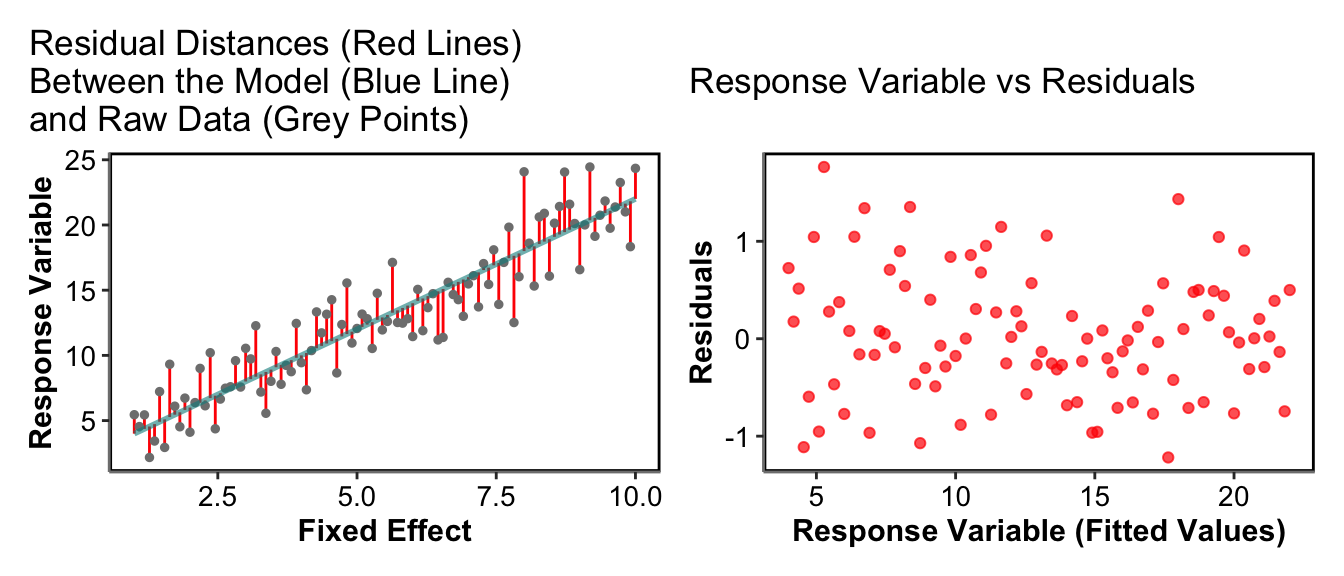 Residual Distances (Red Lines)
Between the Model (Blue Line)
and Raw Data (Grey Points)
25
20
15
10
5
Response Variable
2.5 5.0 7.5 10.0
Fixed Effect
Response Variable vs Residuals
1
0
-1
Residuals
5 10 15 20
Response Variable (Fitted Values)